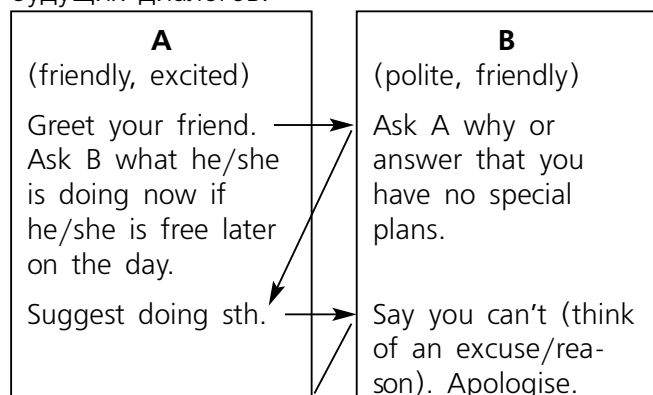 будущих диалогов.
A
(friendly, excited)
Greet your friend.
Ask B what he/she
is doing now if
he/she is free later
on the day.
Suggest doing sth.
B
(polite, friendly)
Ask A why or
answer that you
have no special
plans.
Say you can't (think
of an excuse/rea-
son). Apologise.